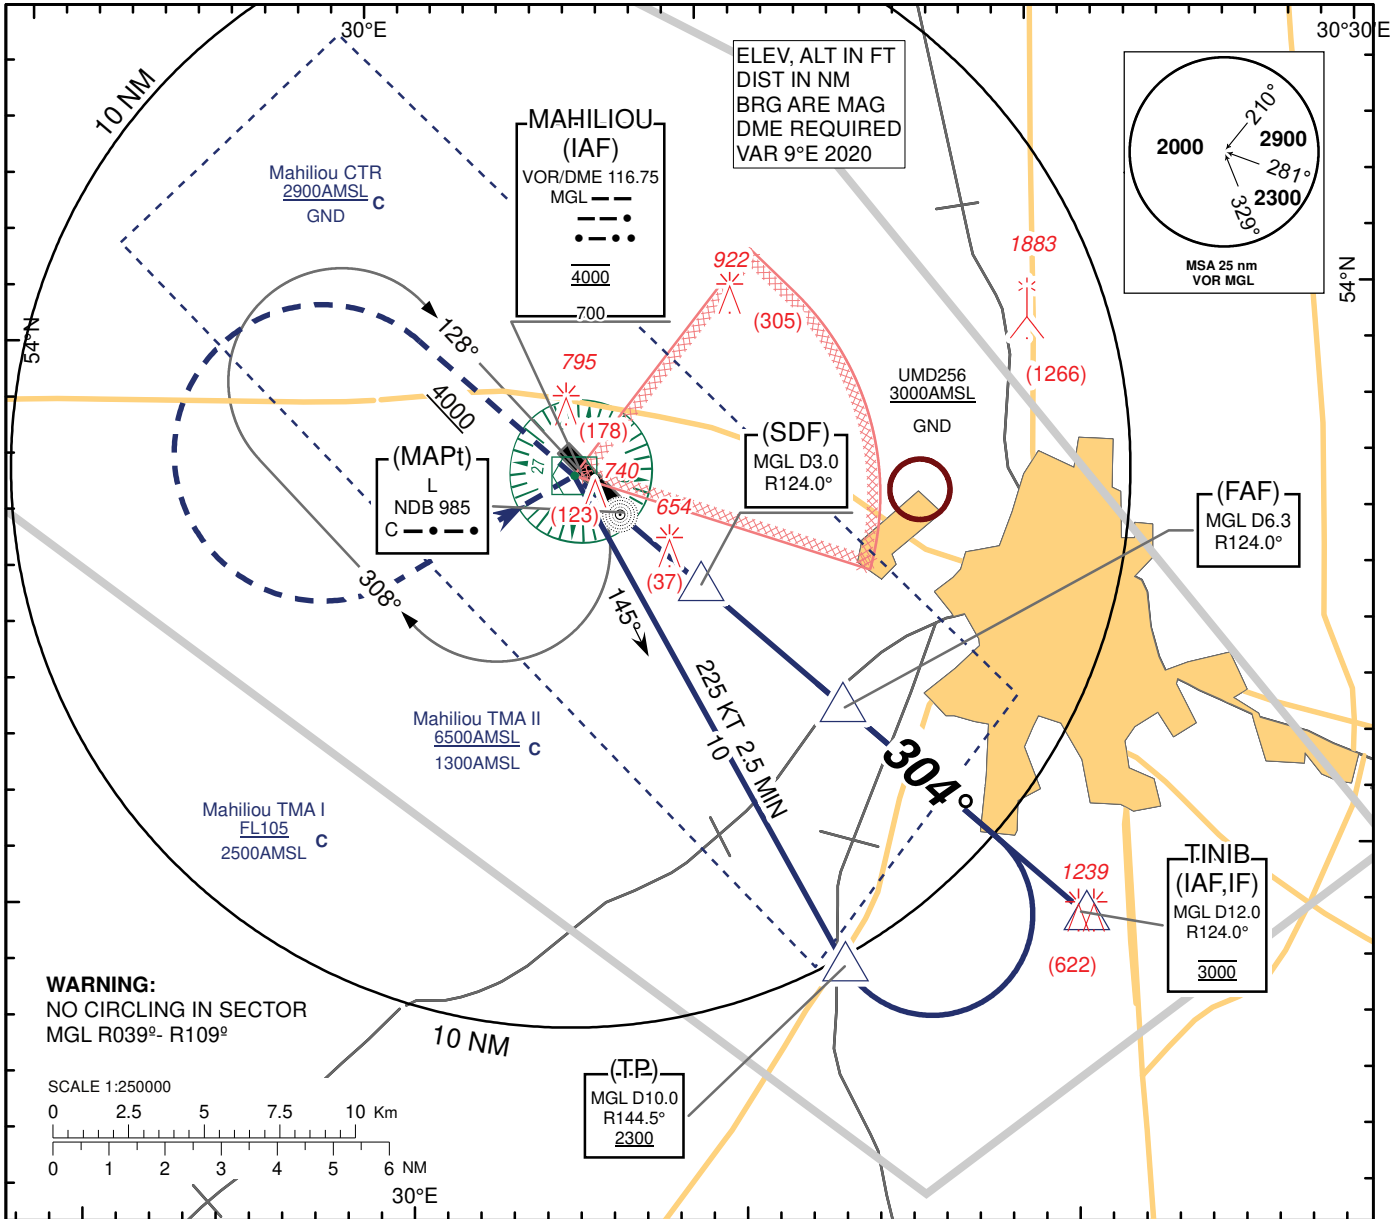 30°E
30°30'E
10 NM
ELEV, ALT IN FT
DIST IN NM
BRG ARE MAG
DME REQUIRED
VAR 9°E 2020
210°
2000
2900
281°
2300
329°
MSA 25 nm
VOR MGL
MAHILIOU
(IAF)
VOR/DME 116.75
MGL
4000
700
Mahiliou CTR
2900AMSL
C
GND
54°N
54°N
922
(305)
1883
(1266)
128°
4000
795
(178)
27
740
(123)
654
(37)
UMD256
3000AMSL
GND
(SDF)
MGL D3.0
R124.0°
(MAPt)
L
NDB 985
C
(FAF)
MGL D6.3
R124.0°
308°
145°
225 KT 2.5 MIN
10
304°
Mahiliou TMA II
6500AMSL
C
1300AMSL
Mahiliou TMA I
FL105
C
2500AMSL
1239
(622)
TINIB
(IAF,IF)
MGL D12.0
R124.0°
3000
WARNING:
NO CIRCLING IN SECTOR
MGL R039º- R109º
10 NM
(TP)
MGL D10.0
R144.5°
2300
SCALE 1:250000
0 2.5 5 7.5 10 Km
0 1 2 3 4 5 6 NM
30°E